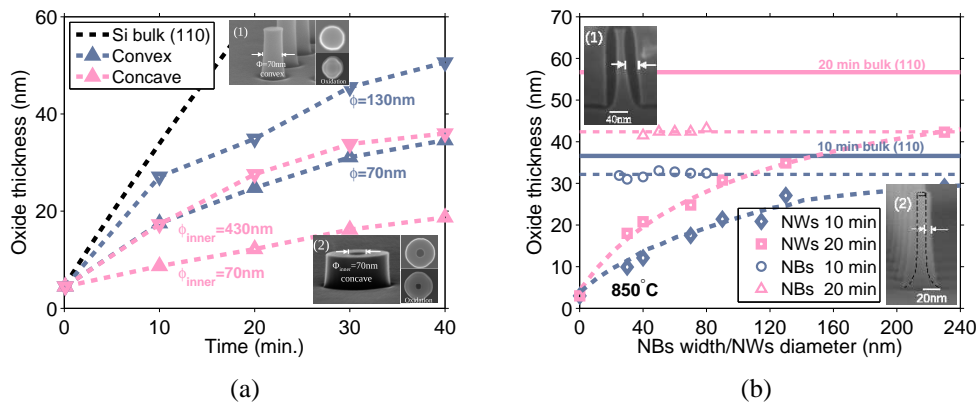 60
40
20
0
Oxide thickness (nm)
0
10
20
30
40
Time (min.)
Si bulk (110)
Convex
Concave
(1)
Φ=70nm
convex
Oxidation
ϕ=130nm
ϕ=70nm
ϕinner=430nm
ϕinner=70nm
(2)
Φinner=70nm
concave
Oxidation
(a)
70
60
50
40
30
20
10
0
Oxide thickness (nm)
0
40
80
120
160
200
240
NBs width/NWs diameter (nm)
(1)
40nm
20 min bulk (110)
10 min bulk (110)
850°C
NWs 10 min
NWs 20 min
NBs 10 min
NBs 20 min
(2)
20nm
(b)